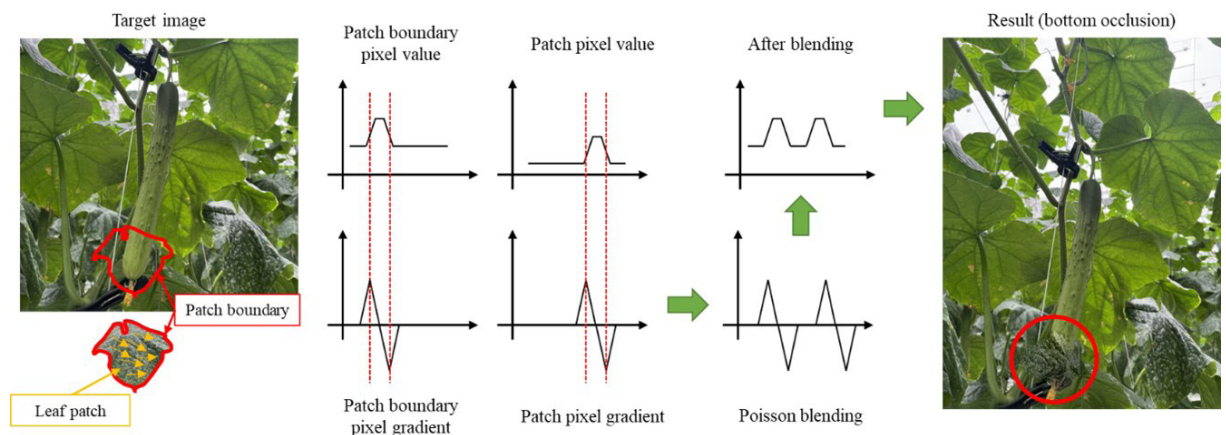 Target image
Patch boundary
pixel value
Patch pixel value
After blending
Result (bottom occlusion)
Patch boundary
Leaf patch
Patch boundary
pixel gradient
Patch pixel gradient
Poisson blending